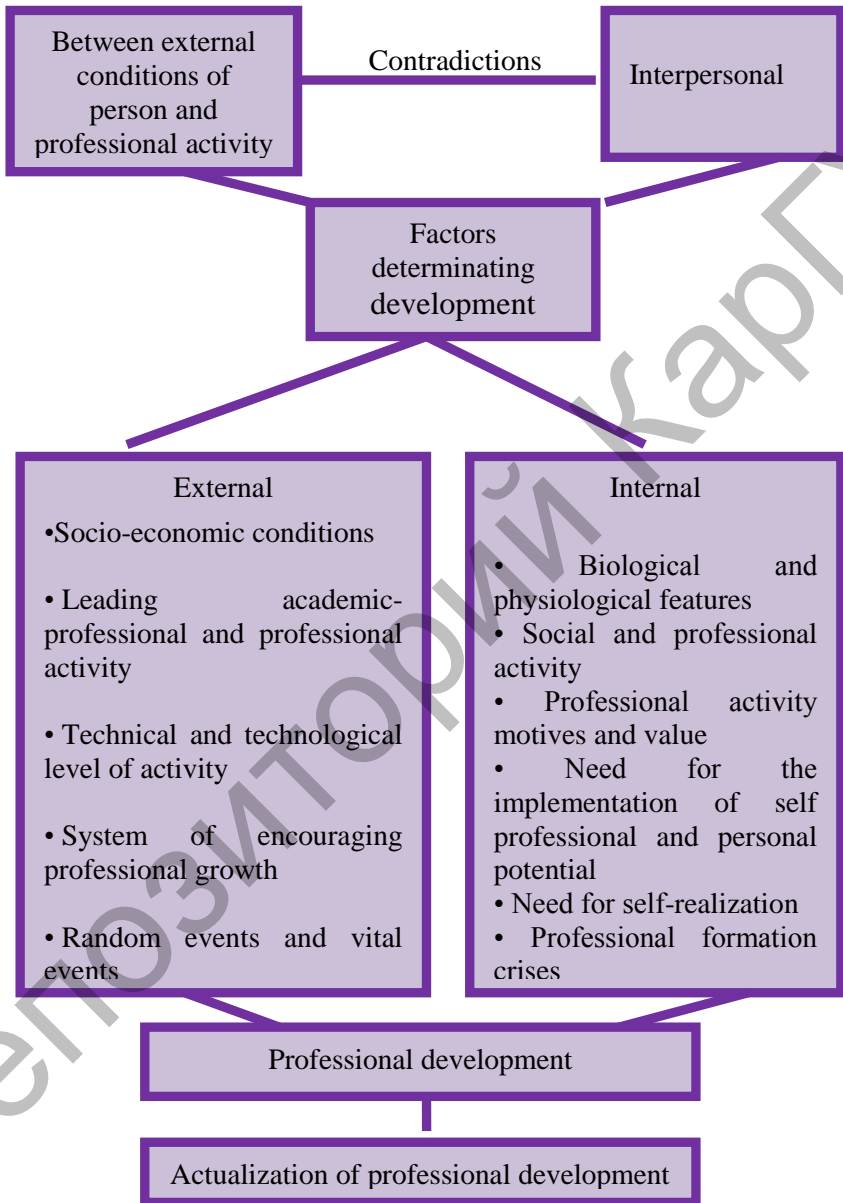 Between external
conditions of
person and
professional activity
Contradictions
Interpersonal
Factors
determinating
development
External
•Socio-economic conditions
• Leading academic-
professional and professional
activity
• Technical and technological
level of activity
• System of encouraging
professional growth
• Random events and vital
events
Internal
• Biological and
physiological features
• Social and professional
activity
• Professional activity
motives and value
• Need for the
implementation of self
professional and personal
potential
• Need for self-realization
• Professional formation
crises
Professional development
Actualization of professional development
епозиторий КарГУ